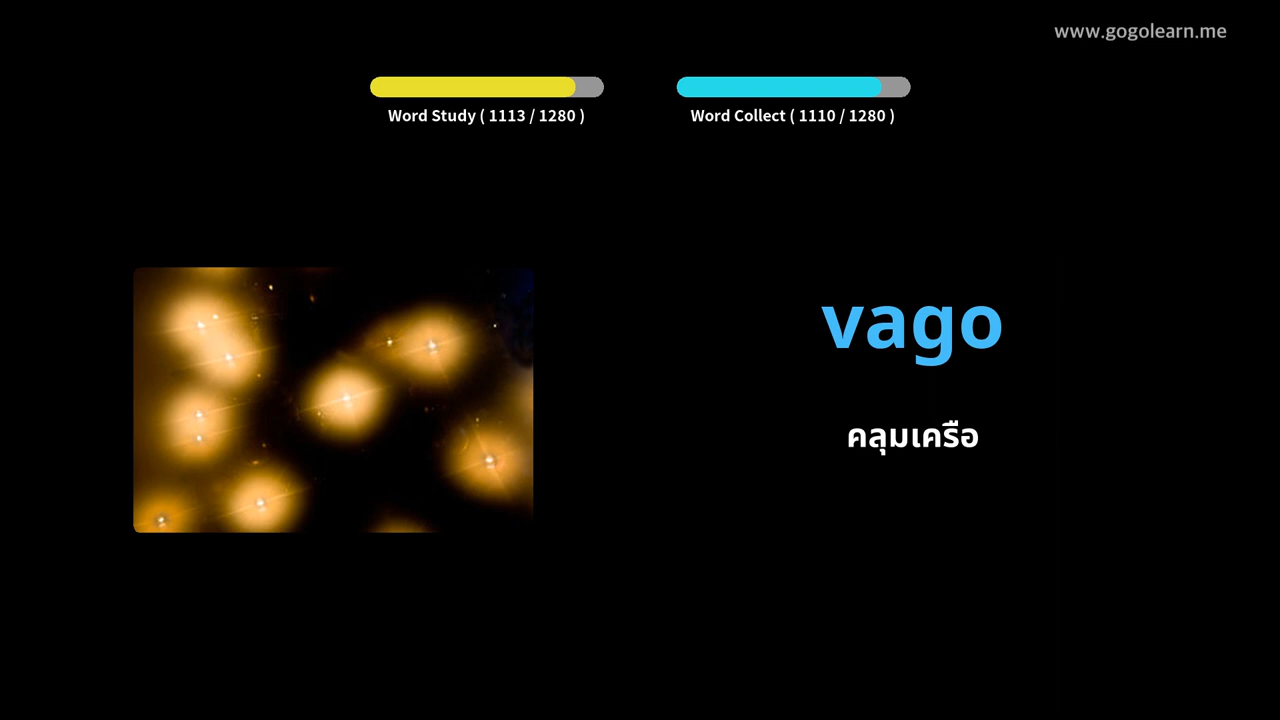 www.gogolearn.me
Word Study ( 1113 / 1280 )
Word Collect ( 1110 / 1280 )
vago
คลุมเครือ